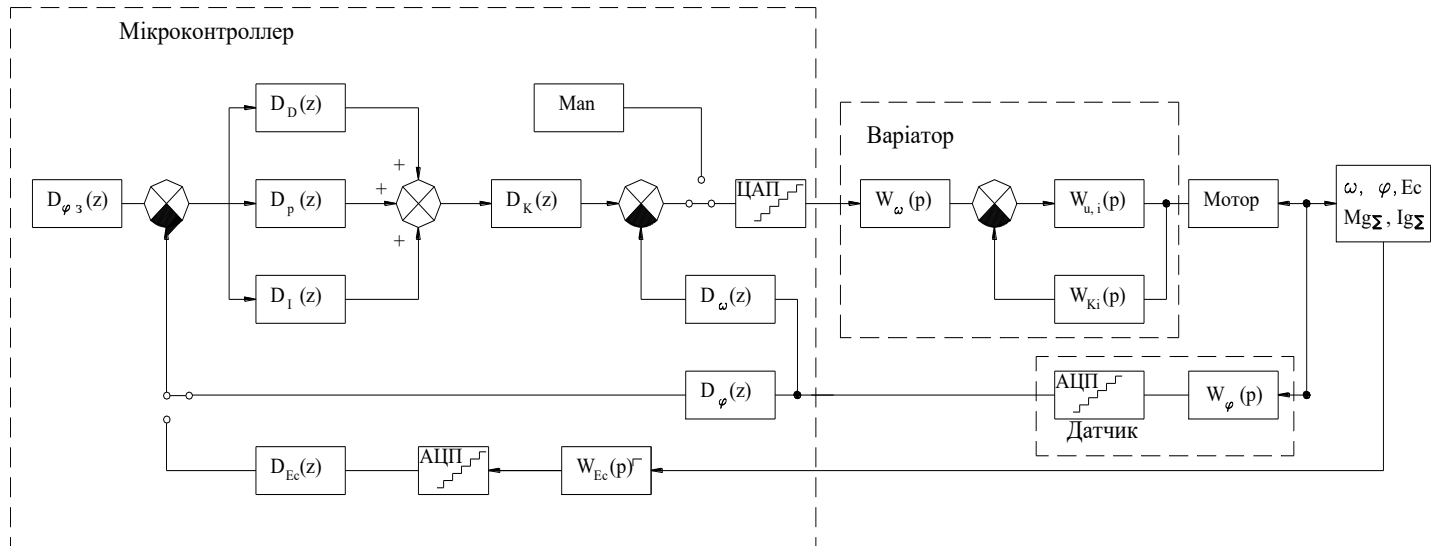 Мікроконтроллер
D_D(z)
Man
Варіатор
D_φ з(z)
D_p(z)
+
+
+
D_K(z)
ЦАП
W_ω(p)
W_u, i(p)
Мотор
ω, φ, Ec
Mg_Σ, Ig_Σ
D_I (z)
D_ω(z)
W_Ki(p)
D_φ(z)
АЦП
W_φ(p)
Датчик
D_Ec(z)
АЦП
W_Ec(p)